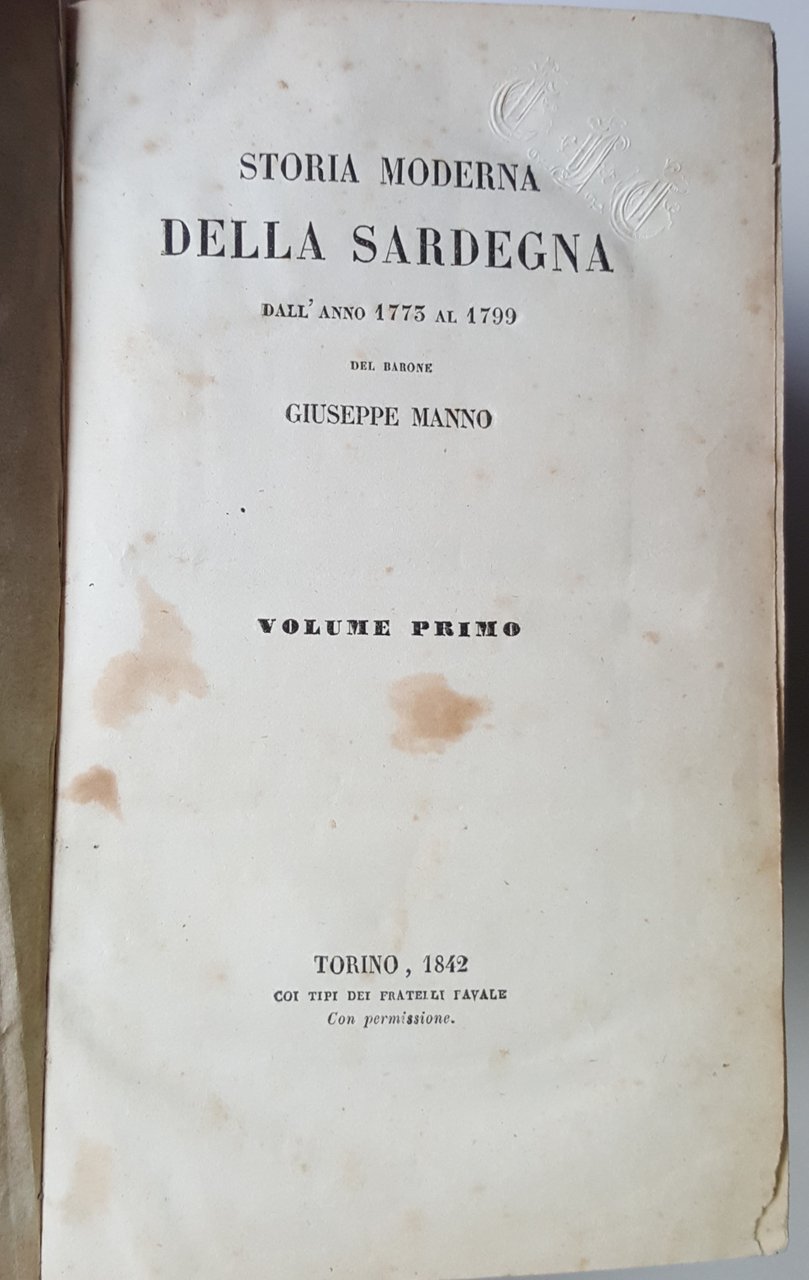 STORIA MODERNA
DELLA SARDEGNA
DALL' ANNO 1773 AL 1799
DEL BARONE
GIUSEPPE MANNO
VOLUME PRIMO
TORINO, 1842
COI TIPI DEI FRATELLI FAVALE
Con permissione.